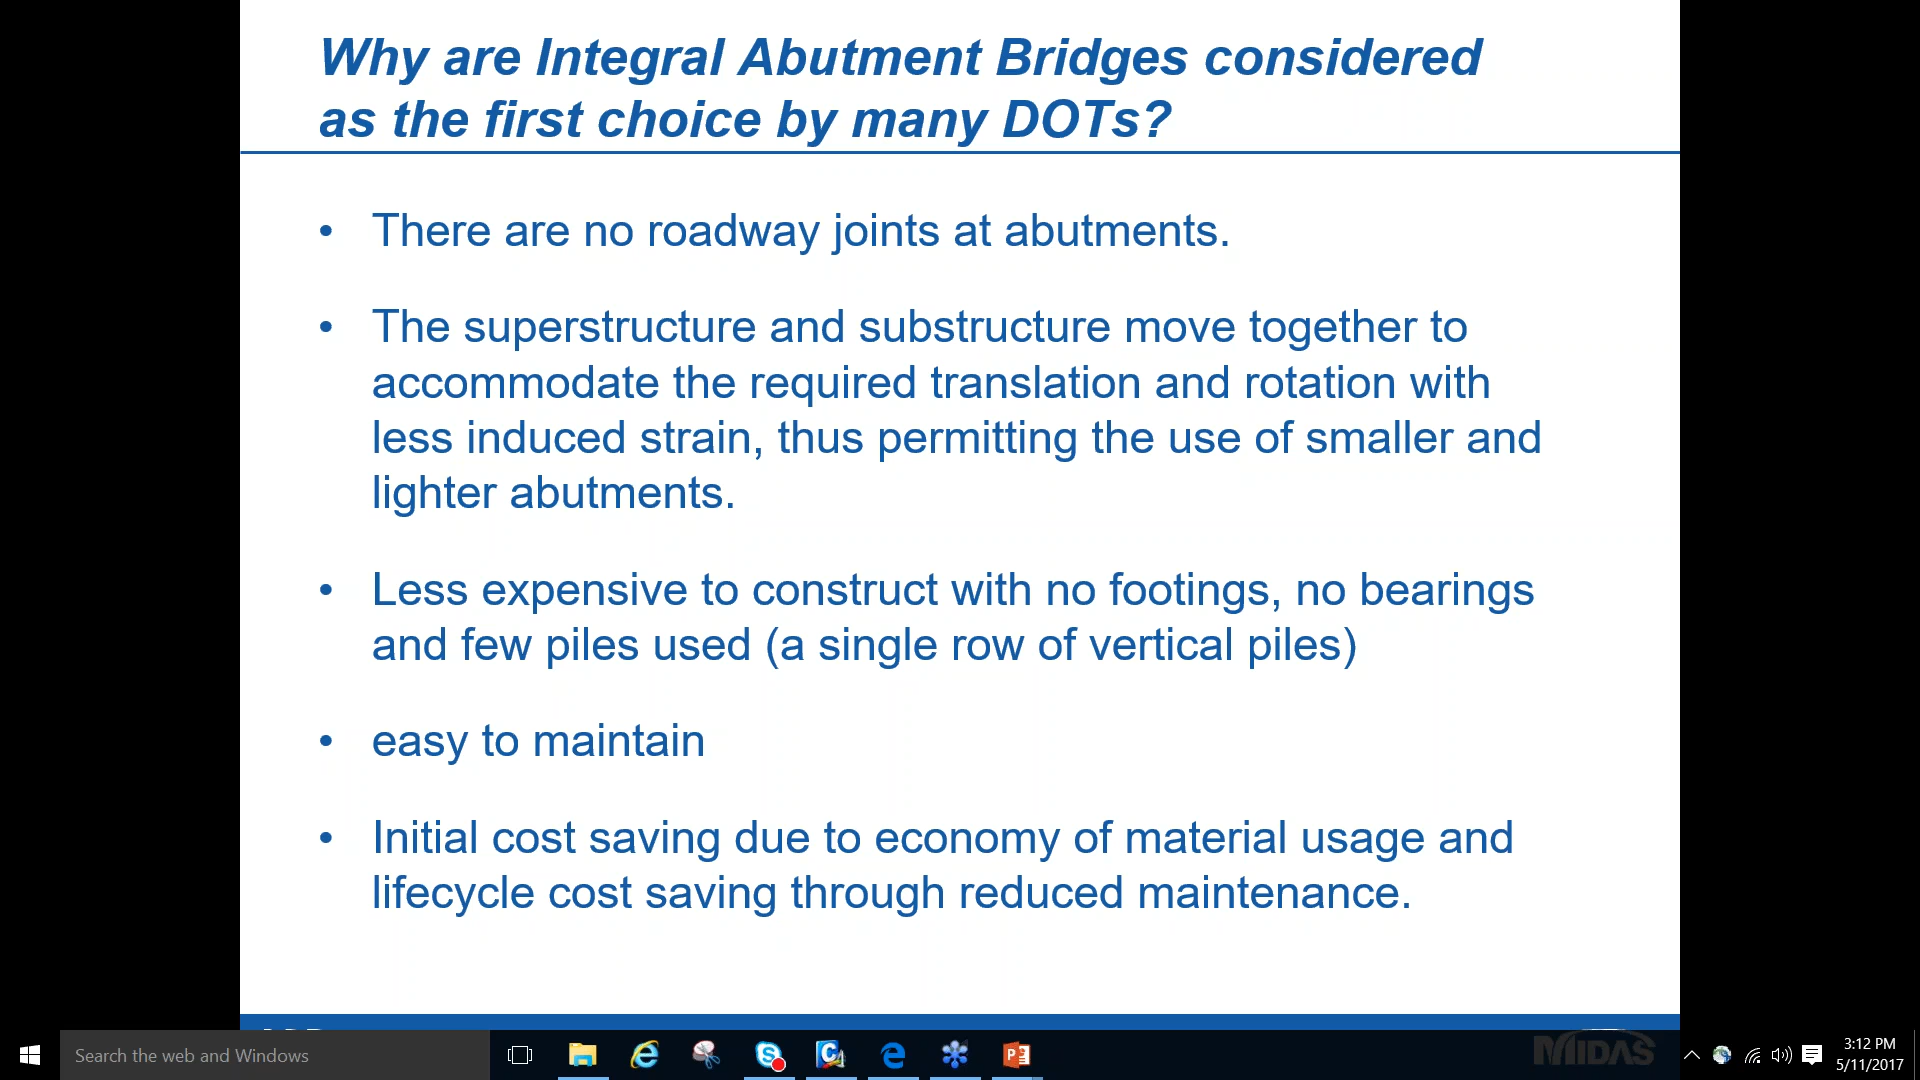 Why are Integral Abutment Bridges considered
as the first choice by many DOTs?
• There are no roadway joints at abutments.
• The superstructure and substructure move together to
accommodate the required translation and rotation with
less induced strain, thus permitting the use of smaller and
lighter abutments.
• Less expensive to construct with no footings, no bearings
and few piles used (a single row of vertical piles)
• easy to maintain
• Initial cost saving due to economy of material usage and
lifecycle cost saving through reduced maintenance.
MIDAS
Search the web and Windows
3:12 PM
5/11/2017